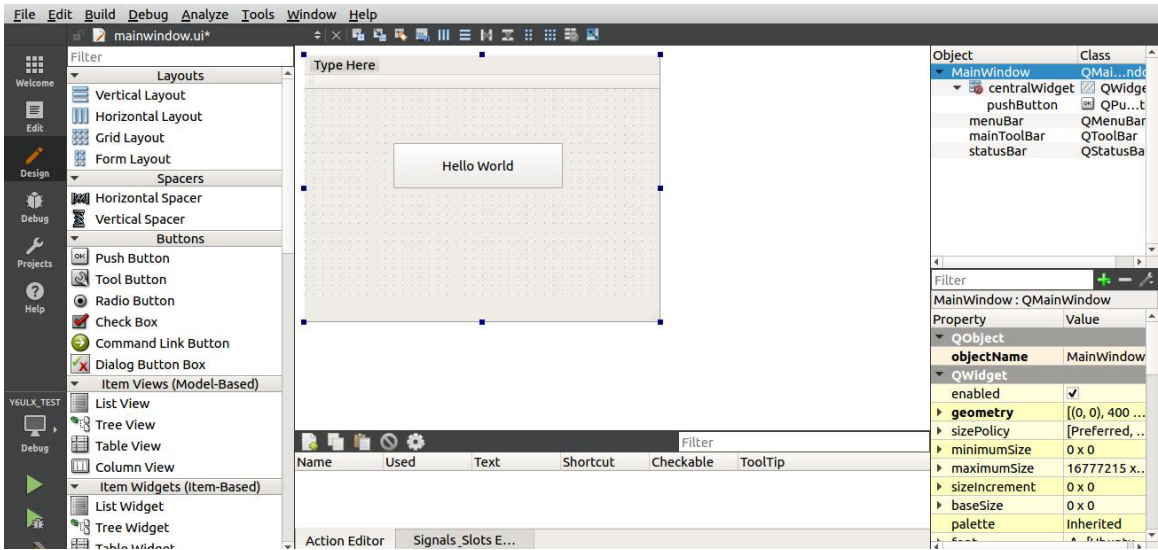 File Edit Build Debug Analyze Tools Window Help
mainwindow.ui*
Welcome
Edit
Design
Debug
Projects
Help
Y6ULX_TEST
Debug
Filter
Layouts
Vertical Layout
Horizontal Layout
Grid Layout
Form Layout
Spacers
Horizontal Spacer
Vertical Spacer
Buttons
Push Button
Tool Button
Radio Button
Check Box
Command Link Button
Dialog Button Box
Item Views (Model-Based)
List View
Tree View
Table View
Column View
Item Widgets (Item-Based)
List Widget
Tree Widget
Table Widget
Type Here
Hello World
Filter
Name Used Text Shortcut Checkable ToolTip
Action Editor Signals_Slots E...
Object Class
MainWindow QMai...ndo
centralWidget QWidge
pushButton QPu...t
menuBar QMenuBar
mainToolBar QToolBar
statusBar QStatusBa
Filter
MainWindow : QMainWindow
Property Value
QObject
objectName MainWindow
QWidget
enabled
geometry [(0, 0), 400 ...
sizePolicy [Preferred, ..
minimumSize 0 x 0
maximumSize 16777215 x..
sizeIncrement 0 x 0
baseSize 0 x 0
palette Inherited